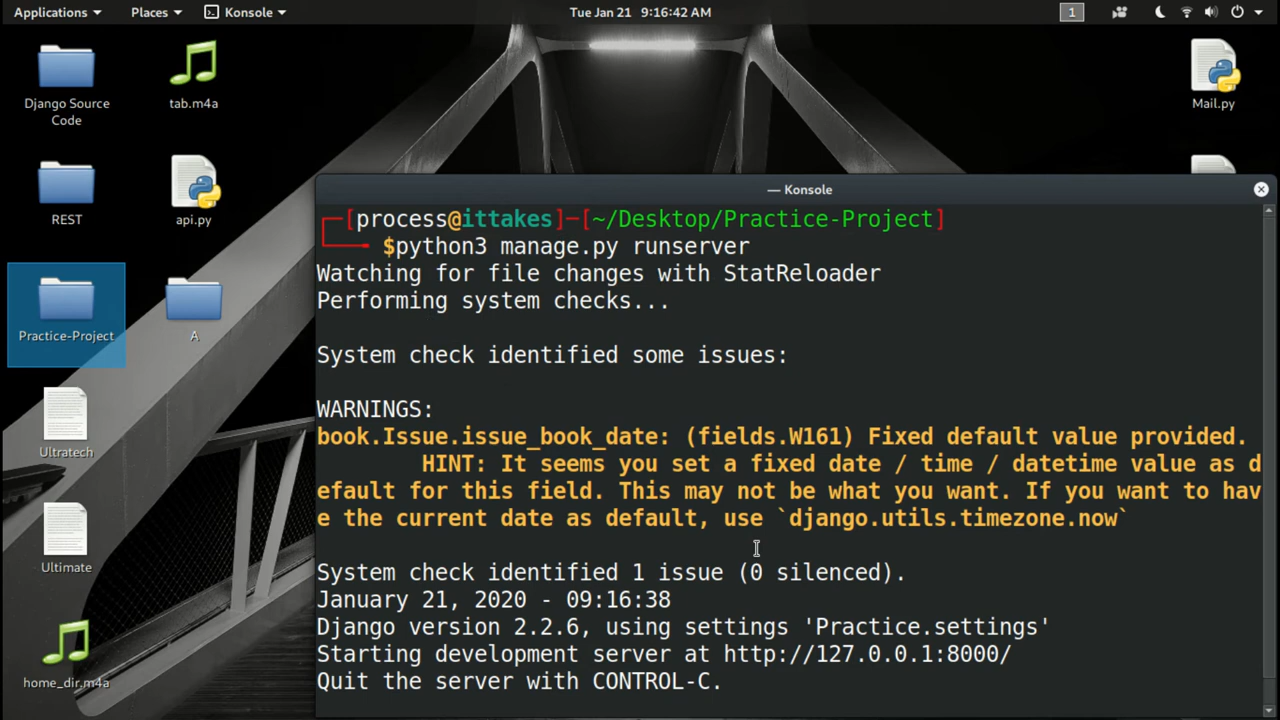 Applications
Places
Konsole
Tue Jan 21 9:16:42 AM
1
Django Source
Code
tab.m4a
Mail.py
REST
api.py
Practice-Project
A
Ultratech
Ultimate
home_dir.m4a
— Konsole
[process@ittakes]─[~/Desktop/Practice-Project]
$python3 manage.py runserver
Watching for file changes with StatReloader
Performing system checks...
System check identified some issues:
WARNINGS:
book.Issue.issue_book_date: (fields.W161) Fixed default value provided.
HINT: It seems you set a fixed date / time / datetime value as d
efault for this field. This may not be what you want. If you want to hav
e the current date as default, use `django.utils.timezone.now`
System check identified 1 issue (0 silenced).
January 21, 2020 - 09:16:38
Django version 2.2.6, using settings 'Practice.settings'
Starting development server at http://127.0.0.1:8000/
Quit the server with CONTROL-C.